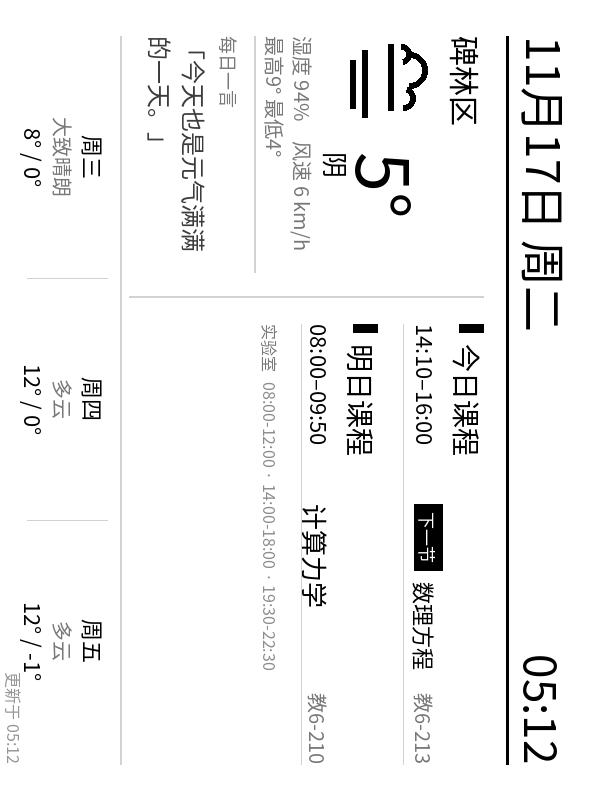 11月17日 周二
05:12
碑林区
5°
阴
湿度 94% 风速 6 km/h
最高9° 最低4°
每日一言
「今天也是元气满满
的一天。」
今日课程
14:10–16:00 下一节 数理方程 教6-213
明日课程
08:00–09:50 计算力学 教6-210
实验室 08:00-12:00 · 14:00-18:00 · 19:30-22:30
周三
大致晴朗
8° / 0°
周四
多云
12° / 0°
周五
多云
12° / -1°
更新于 05:12